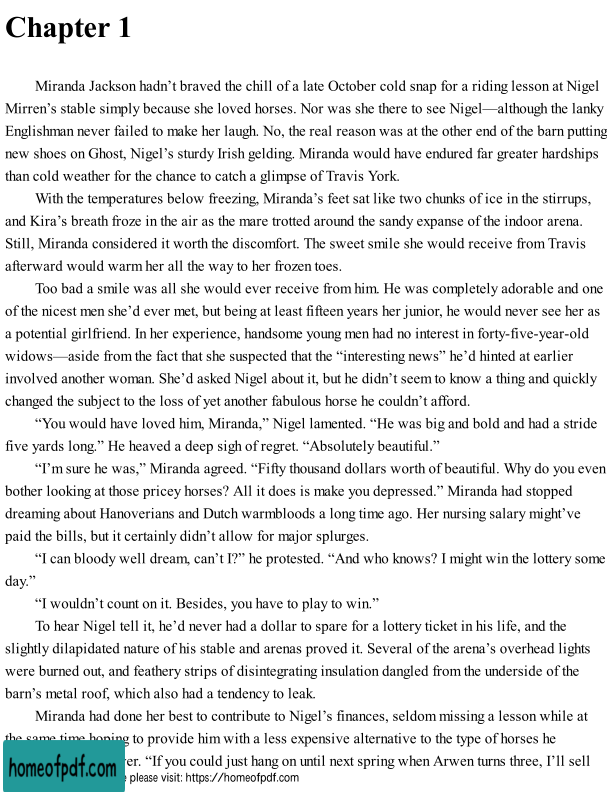 Chapter 1
Miranda Jackson hadn’t braved the chill of a late October cold snap for a riding lesson at Nigel
Mirren’s stable simply because she loved horses. Nor was she there to see Nigel—although the lanky
Englishman never failed to make her laugh. No, the real reason was at the other end of the barn putting
new shoes on Ghost, Nigel’s sturdy Irish gelding. Miranda would have endured far greater hardships
than cold weather for the chance to catch a glimpse of Travis York.
With the temperatures below freezing, Miranda’s feet sat like two chunks of ice in the stirrups,
and Kira’s breath froze in the air as the mare trotted around the sandy expanse of the indoor arena.
Still, Miranda considered it worth the discomfort. The sweet smile she would receive from Travis
afterward would warm her all the way to her frozen toes.
Too bad a smile was all she would ever receive from him. He was completely adorable and one
of the nicest men she’d ever met, but being at least fifteen years her junior, he would never see her as
a potential girlfriend. In her experience, handsome young men had no interest in forty-five-year-old
widows—aside from the fact that she suspected that the “interesting news” he’d hinted at earlier
involved another woman. She’d asked Nigel about it, but he didn’t seem to know a thing and quickly
changed the subject to the loss of yet another fabulous horse he couldn’t afford.
“You would have loved him, Miranda,” Nigel lamented. “He was big and bold and had a stride
five yards long.” He heaved a deep sigh of regret. “Absolutely beautiful.”
“I’m sure he was,” Miranda agreed. “Fifty thousand dollars worth of beautiful. Why do you even
bother looking at those pricey horses? All it does is make you depressed.” Miranda had stopped
dreaming about Hanoverians and Dutch warmbloods a long time ago. Her nursing salary might’ve
paid the bills, but it certainly didn’t allow for major splurges.
“I can bloody well dream, can’t I?” he protested. “And who knows? I might win the lottery some
day.”
“I wouldn’t count on it. Besides, you have to play to win.”
To hear Nigel tell it, he’d never had a dollar to spare for a lottery ticket in his life, and the
slightly dilapidated nature of his stable and arenas proved it. Several of the arena’s overhead lights
were burned out, and feathery strips of disintegrating insulation dangled from the underside of the
barn’s metal roof, which also had a tendency to leak.
Miranda had done her best to contribute to Nigel’s finances, seldom missing a lesson while at
the same time hoping to provide him with a less expensive alternative to the type of horses he
“If you could just hang on until next spring when Arwen turns three, I’ll sell
homeofpdf.com
please visit: https://homeofpdf.com